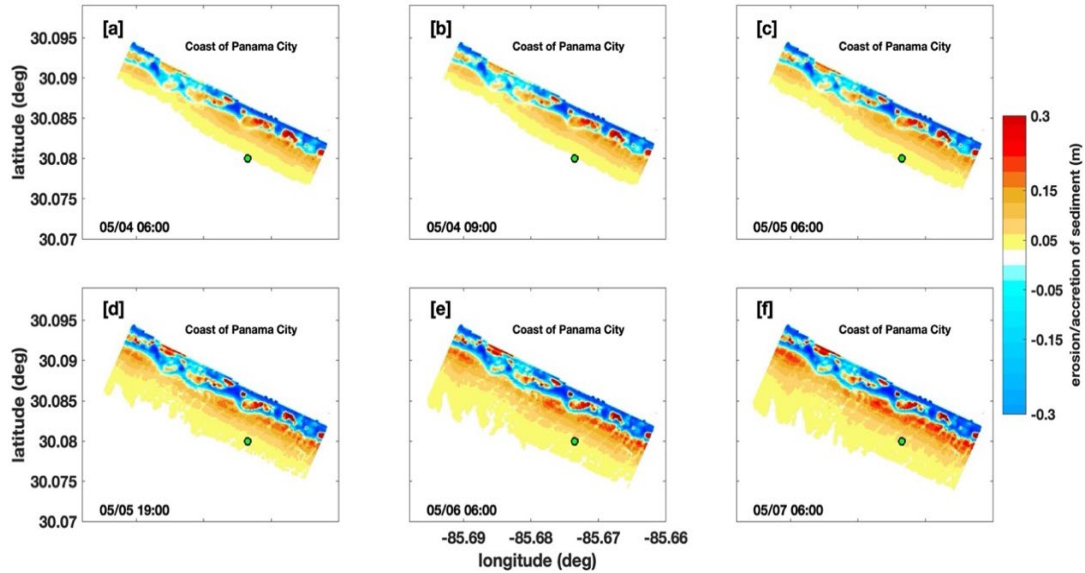 [a]
Coast of Panama City
30.095
30.09
30.085
30.08
30.075
30.07
latitude (deg)
05/04 06:00
[b]
Coast of Panama City
05/04 09:00
[c]
Coast of Panama City
05/05 06:00
0.3
0.15
0.05
-0.05
-0.15
-0.3
erosion/accretion of sediment (m)
[d]
Coast of Panama City
30.095
30.09
30.085
30.08
30.075
30.07
latitude (deg)
05/05 19:00
[e]
Coast of Panama City
05/06 06:00
-85.69
-85.68
-85.67
-85.66
longitude (deg)
[f]
Coast of Panama City
05/07 06:00